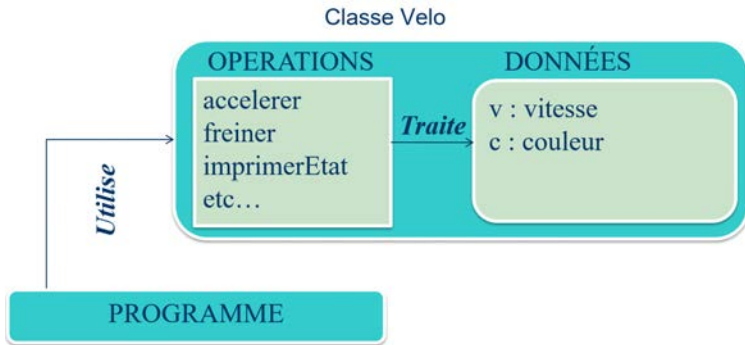 Classe Velo
OPERATIONS
DONNÉES
accelerer
freiner
imprimerEtat
etc…
Traite
v : vitesse
c : couleur
Utilise
PROGRAMME